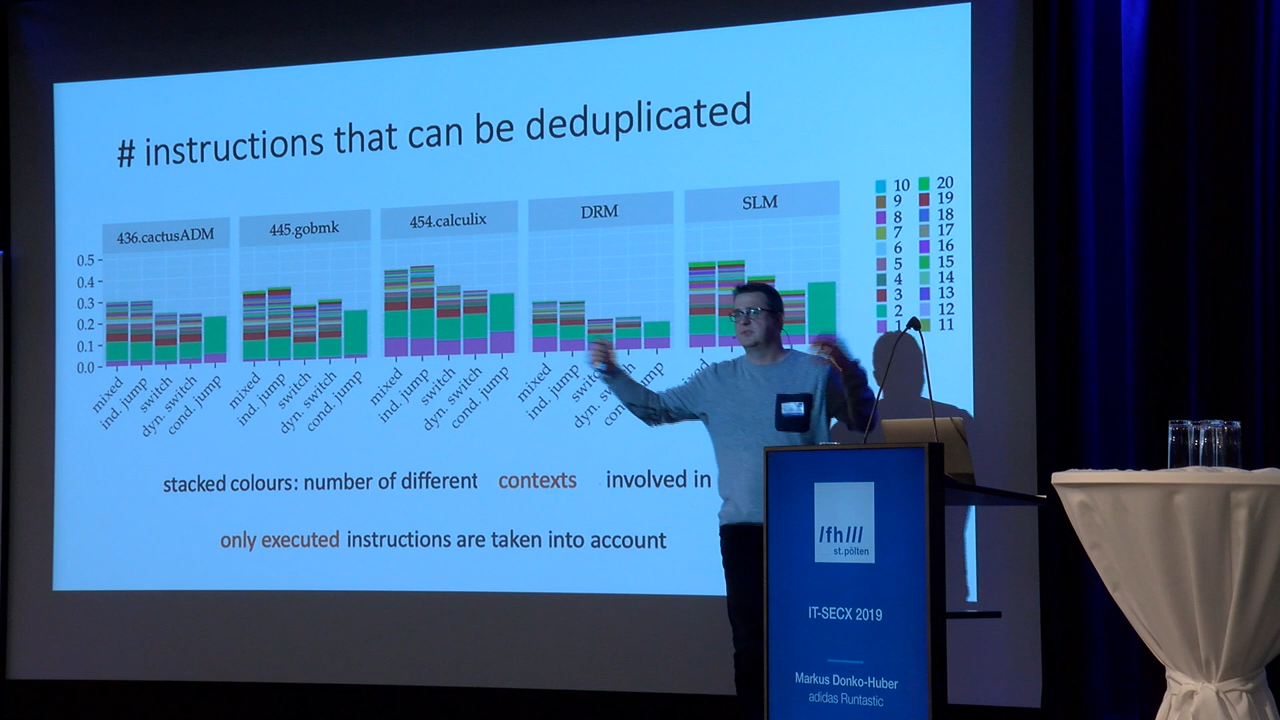 # instructions that can be deduplicated
436.cactusADM
445.gobmk
454.calculix
DRM
SLM
0.5
0.4
0.3
0.2
0.1
0.0
mixed
ind. jump
switch
dyn. switch
cond. jump
mixed
ind. jump
switch
dyn. switch
cond. jump
mixed
ind. jump
switch
dyn. switch
cond. jump
mixed
ind. jump
10 20
9 19
8 18
7 17
6 16
5 15
4 14
3 13
2 12
1 11
stacked colours: number of different contexts involved in
only executed instructions are taken into account
/fh///
st.pölten
IT-SECX 2019
Markus Donko-Huber
adidas Runtastic